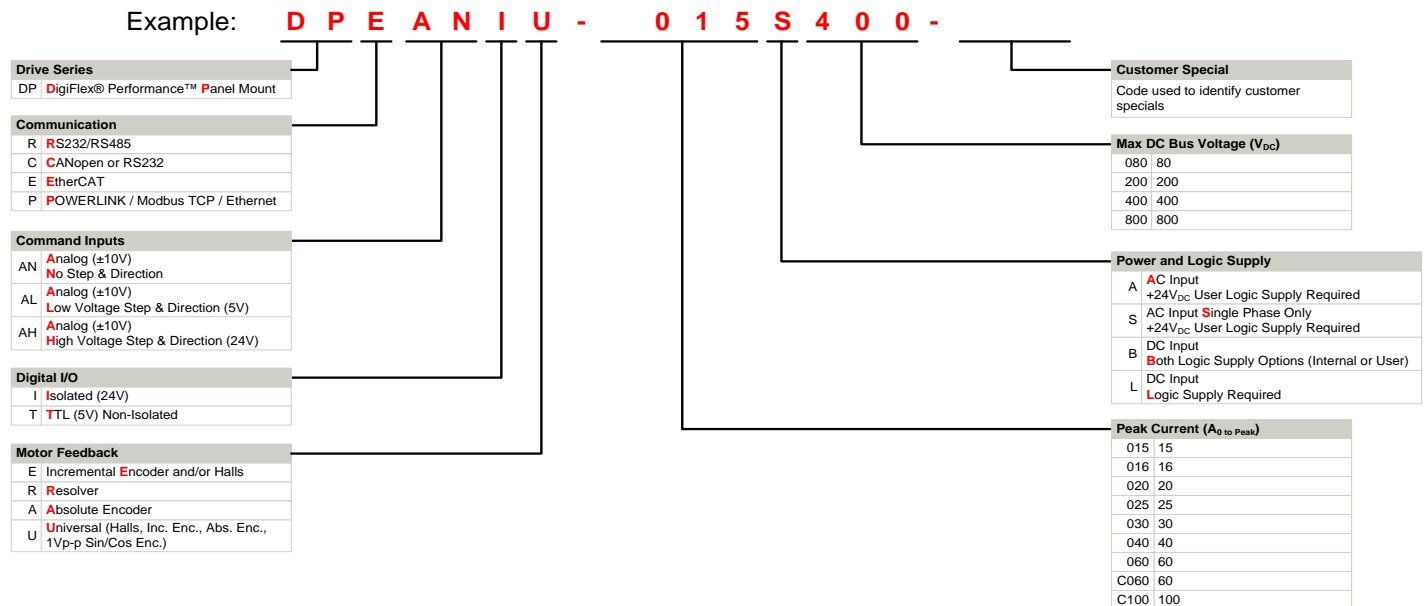 Example: D P E A N I U - 0 1 5 S 4 0 0 -
Drive Series
DP DigiFlex® Performance™ Panel Mount
Communication
R RS232/RS485
C CANopen or RS232
E EtherCAT
P POWERLINK / Modbus TCP / Ethernet
Command Inputs
AN Analog (±10V)
No Step & Direction
AL Analog (±10V)
Low Voltage Step & Direction (5V)
AH Analog (±10V)
High Voltage Step & Direction (24V)
Digital I/O
I Isolated (24V)
T TTL (5V) Non-Isolated
Motor Feedback
E Incremental Encoder and/or Halls
R Resolver
A Absolute Encoder
U Universal (Halls, Inc. Enc., Abs. Enc.,
1Vp-p Sin/Cos Enc.)
Customer Special
Code used to identify customer
specials
Max DC Bus Voltage (VDC)
080 80
200 200
400 400
800 800
Power and Logic Supply
A AC Input
+24VDC User Logic Supply Required
S AC Input Single Phase Only
+24VDC User Logic Supply Required
B DC Input
Both Logic Supply Options (Internal or User)
L DC Input
Logic Supply Required
Peak Current (A0 to Peak)
015 15
016 16
020 20
025 25
030 30
040 40
060 60
C060 60
C100 100